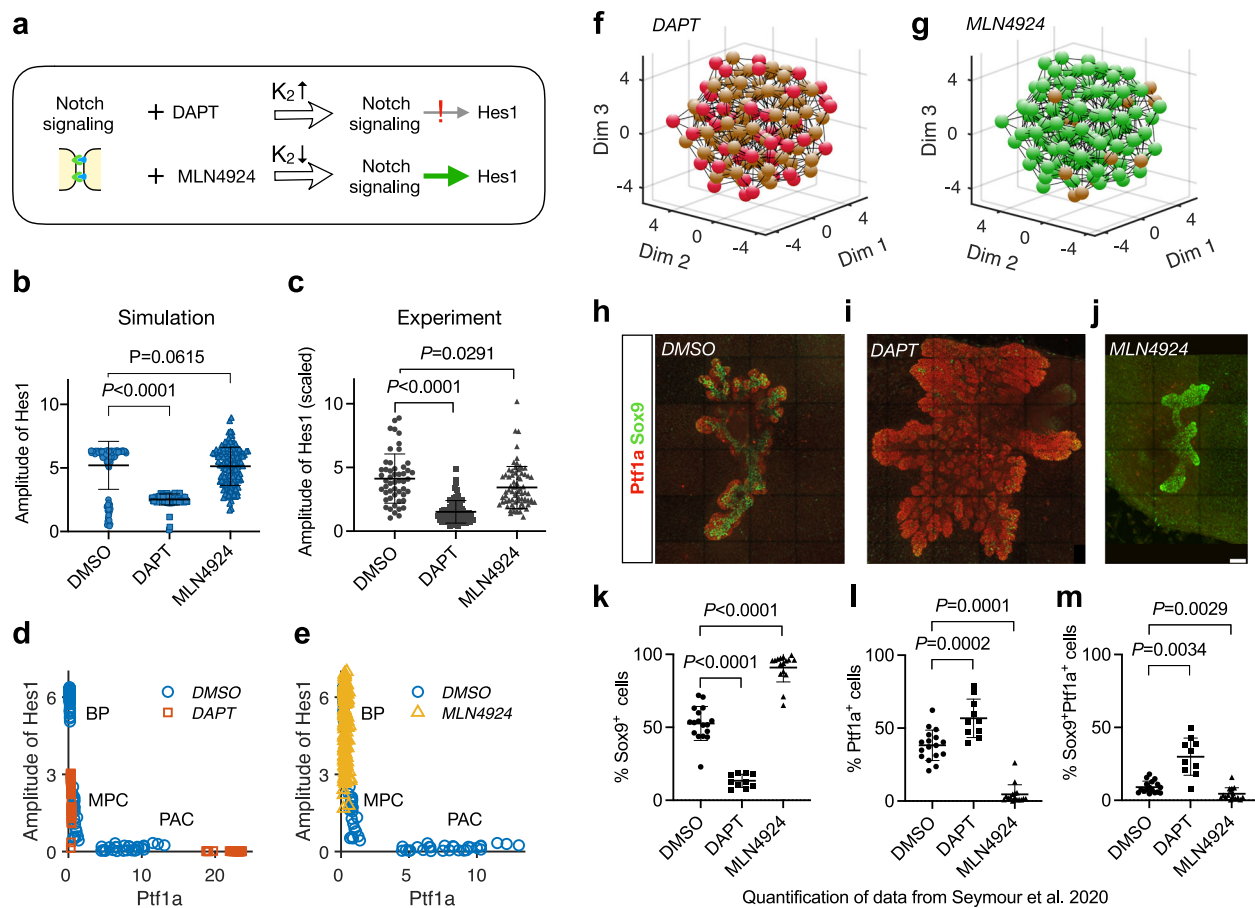 a
Notch signaling
+ DAPT
K2↑
Notch signaling ! Hes1
+ MLN4924
K2↓
Notch signaling Hes1
b
Simulation
P=0.0615
P<0.0001
Amplitude of Hes1
10
5
0
DMSO
DAPT
MLN4924
c
Experiment
P=0.0291
P<0.0001
Amplitude of Hes1 (scaled)
10
5
0
DMSO
DAPT
MLN4924
d
Amplitude of Hes1
6
3
0
BP
MPC
PAC
DMSO
DAPT
0 10 20
Ptf1a
e
Amplitude of Hes1
6
3
0
BP
MPC
PAC
DMSO
MLN4924
0 5 10
Ptf1a
f
DAPT
Dim 3
4
0
-4
4 0 -4
Dim 2
-4 0 4
Dim 1
g
MLN4924
Dim 3
4
0
-4
4 0 -4
Dim 2
-4 0 4
Dim 1
h
Ptf1a Sox9
DMSO
i
DAPT
j
MLN4924
k
P<0.0001
P<0.0001
% Sox9+ cells
100
50
0
DMSO
DAPT
MLN4924
l
P=0.0001
P=0.0002
% Ptf1a+ cells
100
50
0
DMSO
DAPT
MLN4924
m
P=0.0029
P=0.0034
% Sox9+Ptf1a+ cells
100
50
0
DMSO
DAPT
MLN4924
Quantification of data from Seymour et al. 2020